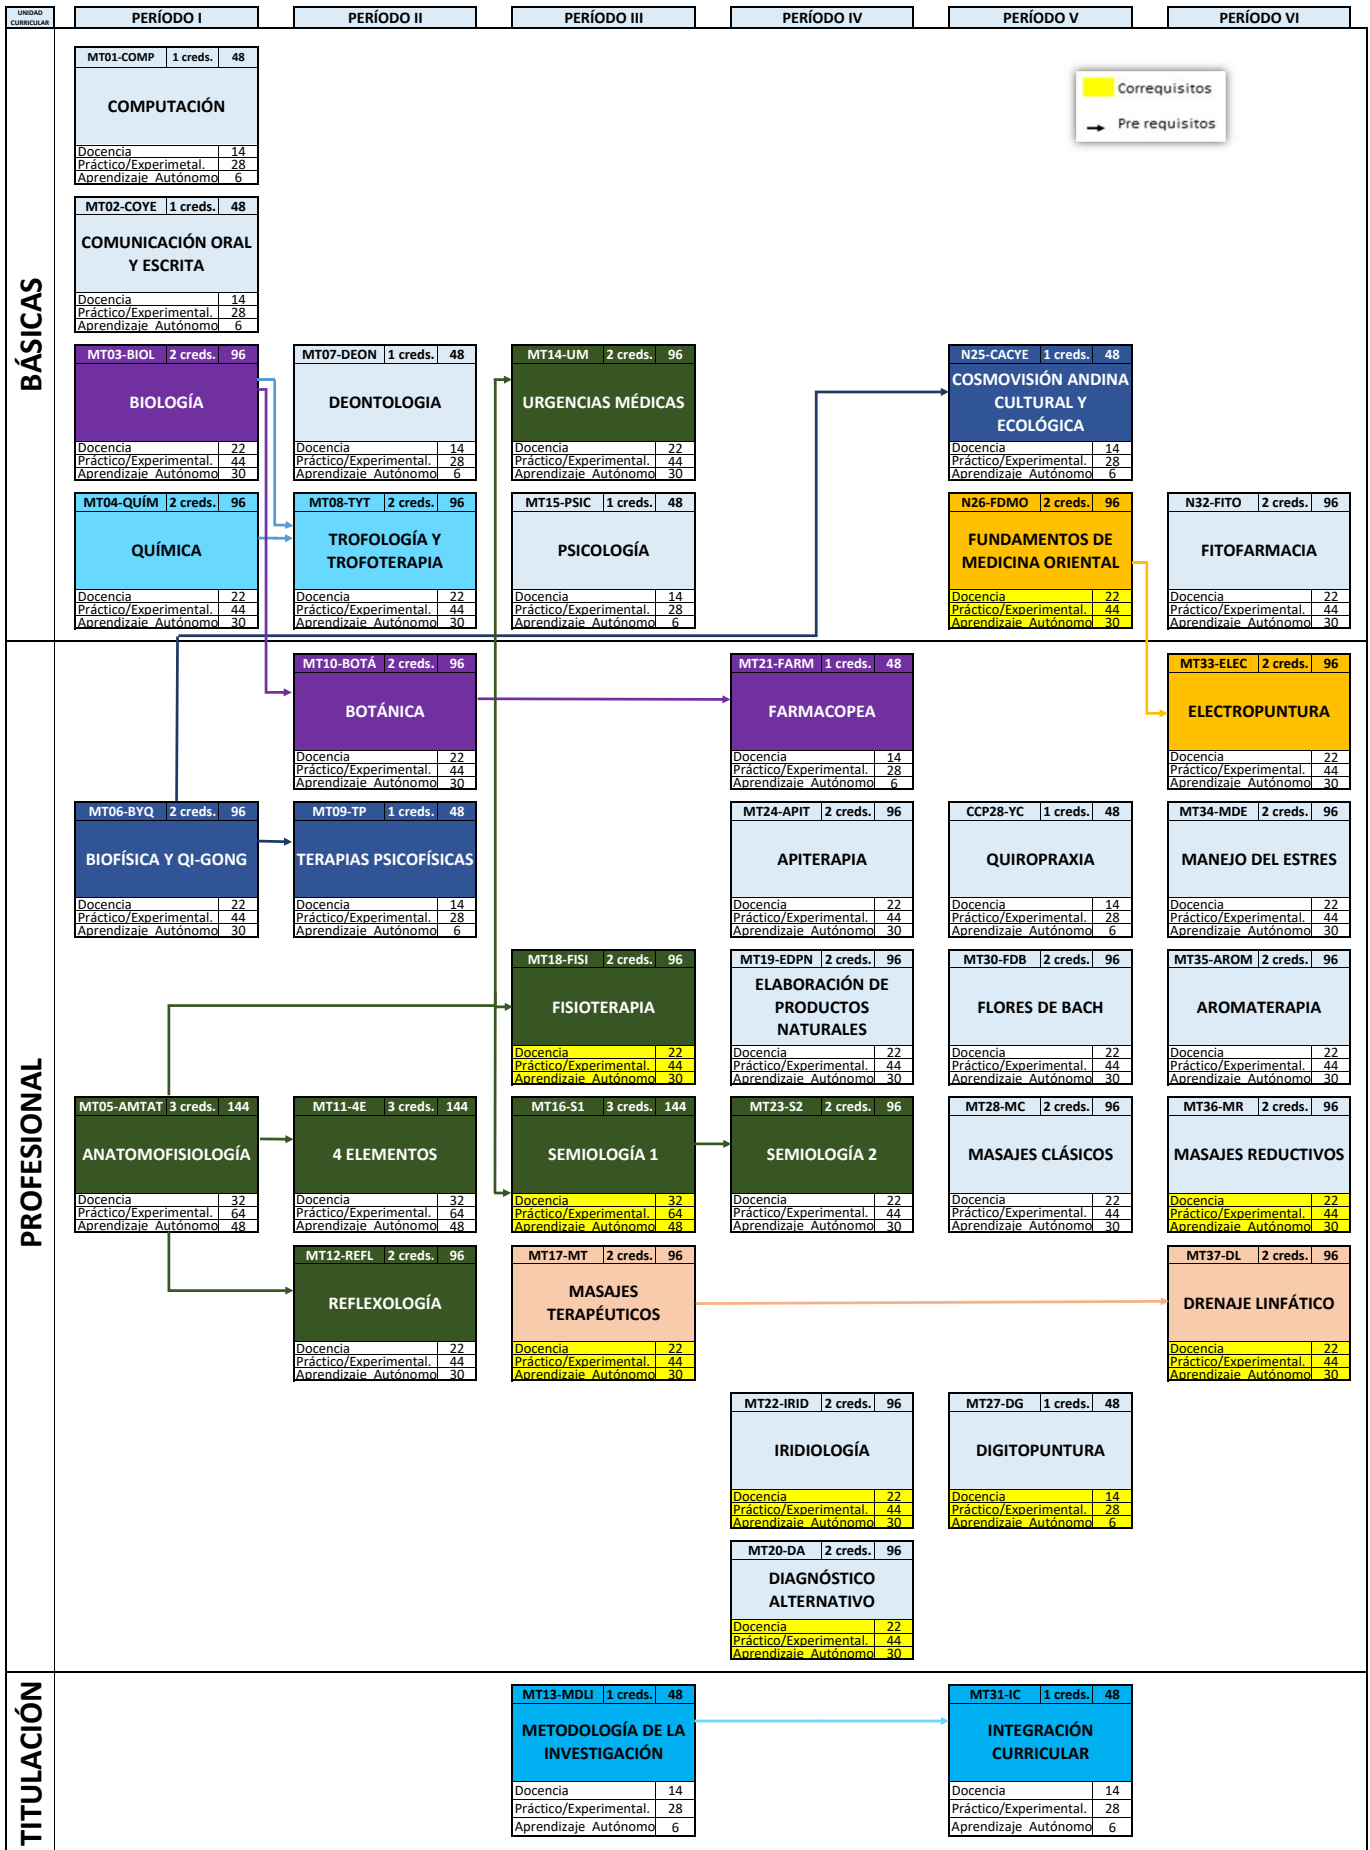 UNIDAD
CURRICULAR
PERÍODO I
PERÍODO II
PERÍODO III
PERÍODO IV
PERÍODO V
PERÍODO VI
BÁSICAS
Correquisitos
Pre requisitos
MT01-COMP 1 creds. 48
COMPUTACIÓN
Docencia 14
Práctico/Experimetal. 28
Aprendizaje Autónomo 6
MT02-COYE 1 creds. 48
COMUNICACIÓN ORAL
Y ESCRITA
Docencia 14
Práctico/Experimental. 28
Aprendizaje Autónomo 6
MT03-BIOL 2 creds. 96
BIOLOGÍA
Docencia 22
Práctico/Experimental. 44
Aprendizaje Autónomo 30
MT07-DEON 1 creds. 48
DEONTOLOGIA
Docencia 14
Práctico/Experimental. 28
Aprendizaje Autónomo 6
MT14-UM 2 creds. 96
URGENCIAS MÉDICAS
Docencia 22
Práctico/Experimental. 44
Aprendizaje Autónomo 30
N25-CACYE 1 creds. 48
COSMOVISIÓN ANDINA
CULTURAL Y
ECOLÓGICA
Docencia 14
Práctico/Experimental. 28
Aprendizaje Autónomo 6
MT04-QUÍM 2 creds. 96
QUÍMICA
Docencia 22
Práctico/Experimental. 44
Aprendizaje Autónomo 30
MT08-TYT 2 creds. 96
TROFOLOGÍA Y
TROFOTERAPIA
Docencia 22
Práctico/Experimental. 44
Aprendizaje Autónomo 30
MT15-PSIC 1 creds. 48
PSICOLOGÍA
Docencia 14
Práctico/Experimental. 28
Aprendizaje Autónomo 6
N26-FDMO 2 creds. 96
FUNDAMENTOS DE
MEDICINA ORIENTAL
Docencia 22
Práctico/Experimental. 44
Aprendizaje Autónomo 30
N32-FITO 2 creds. 96
FITOFARMACIA
Docencia 22
Práctico/Experimental. 44
Aprendizaje Autónomo 30
PROFESIONAL
MT10-BOTÁ 2 creds. 96
BOTÁNICA
Docencia 22
Práctico/Experimental. 44
Aprendizaje Autónomo 30
MT21-FARM 1 creds. 48
FARMACOPEA
Docencia 14
Práctico/Experimental. 28
Aprendizaje Autónomo 6
MT33-ELEC 2 creds. 96
ELECTROPUNTURA
Docencia 22
Práctico/Experimental. 44
Aprendizaje Autónomo 30
MT06-BYQ 2 creds. 96
BIOFÍSICA Y QI-GONG
Docencia 22
Práctico/Experimental. 44
Aprendizaje Autónomo 30
MT09-TP 1 creds. 48
TERAPIAS PSICOFÍSICAS
Docencia 14
Práctico/Experimental. 28
Aprendizaje Autónomo 6
MT24-APIT 2 creds. 96
APITERAPIA
Docencia 22
Práctico/Experimental. 44
Aprendizaje Autónomo 30
CCP28-YC 1 creds. 48
QUIROPRAXIA
Docencia 14
Práctico/Experimental. 28
Aprendizaje Autónomo 6
MT34-MDE 2 creds. 96
MANEJO DEL ESTRES
Docencia 22
Práctico/Experimental. 44
Aprendizaje Autónomo 30
MT18-FISI 2 creds. 96
FISIOTERAPIA
Docencia 22
Práctico/Experimental. 44
Aprendizaje Autónomo 30
MT19-EDPN 2 creds. 96
ELABORACIÓN DE
PRODUCTOS
NATURALES
Docencia 22
Práctico/Experimental. 44
Aprendizaje Autónomo 30
MT30-FDB 2 creds. 96
FLORES DE BACH
Docencia 22
Práctico/Experimental. 44
Aprendizaje Autónomo 30
MT35-AROM 2 creds. 96
AROMATERAPIA
Docencia 22
Práctico/Experimental. 44
Aprendizaje Autónomo 30
MT05-AMTAT 3 creds. 144
ANATOMOFISIOLOGÍA
Docencia 32
Práctico/Experimental. 64
Aprendizaje Autónomo 48
MT11-4E 3 creds. 144
4 ELEMENTOS
Docencia 32
Práctico/Experimental. 64
Aprendizaje Autónomo 48
MT16-S1 3 creds. 144
SEMIOLOGÍA 1
Docencia 32
Práctico/Experimental. 64
Aprendizaje Autónomo 48
MT23-S2 2 creds. 96
SEMIOLOGÍA 2
Docencia 22
Práctico/Experimental. 44
Aprendizaje Autónomo 30
MT28-MC 2 creds. 96
MASAJES CLÁSICOS
Docencia 22
Práctico/Experimental. 44
Aprendizaje Autónomo 30
MT36-MR 2 creds. 96
MASAJES REDUCTIVOS
Docencia 22
Práctico/Experimental. 44
Aprendizaje Autónomo 30
MT12-REFL 2 creds. 96
REFLEXOLOGÍA
Docencia 22
Práctico/Experimental. 44
Aprendizaje Autónomo 30
MT17-MT 2 creds. 96
MASAJES
TERAPÉUTICOS
Docencia 22
Práctico/Experimental. 44
Aprendizaje Autónomo 30
MT37-DL 2 creds. 96
DRENAJE LINFÁTICO
Docencia 22
Práctico/Experimental. 44
Aprendizaje Autónomo 30
MT22-IRID 2 creds. 96
IRIDIOLOGÍA
Docencia 22
Práctico/Experimental. 44
Aprendizaje Autónomo 30
MT27-DG 1 creds. 48
DIGITOPUNTURA
Docencia 14
Práctico/Experimental. 28
Aprendizaje Autónomo 6
MT20-DA 2 creds. 96
DIAGNÓSTICO
ALTERNATIVO
Docencia 22
Práctico/Experimental. 44
Aprendizaje Autónomo 30
TITULACIÓN
MT13-MDLI 1 creds. 48
METODOLOGÍA DE LA
INVESTIGACIÓN
Docencia 14
Práctico/Experimental. 28
Aprendizaje Autónomo 6
MT31-IC 1 creds. 48
INTEGRACIÓN
CURRICULAR
Docencia 14
Práctico/Experimental. 28
Aprendizaje Autónomo 6